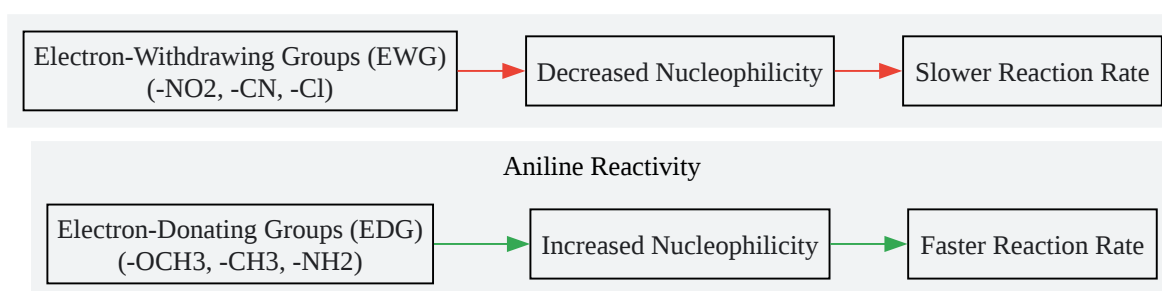 Electron-Withdrawing Groups (EWG)
(-NO2, -CN, -Cl)
Decreased Nucleophilicity
Slower Reaction Rate
Aniline Reactivity
Electron-Donating Groups (EDG)
(-OCH3, -CH3, -NH2)
Increased Nucleophilicity
Faster Reaction Rate